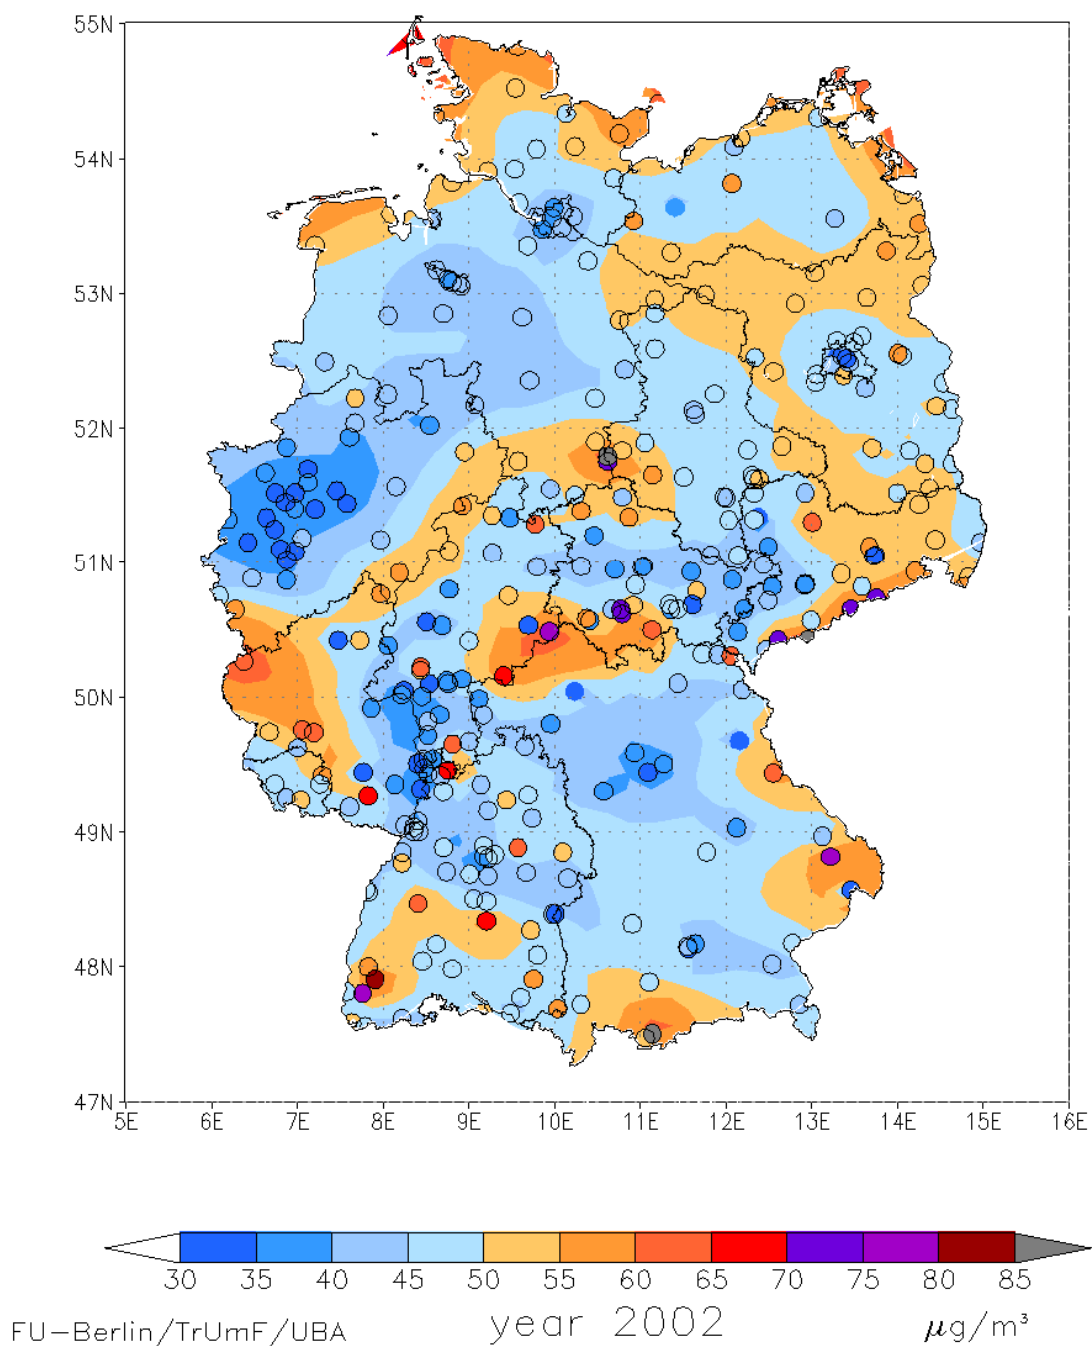 55N
54N
53N
52N
51N
50N
49N
48N
47N
5E 6E 7E 8E 9E 10E 11E 12E 13E 14E 15E 16E
30 35 40 45 50 55 60 65 70 75 80 85
FU-Berlin/TrUmF/UBA year 2002 μg/m³